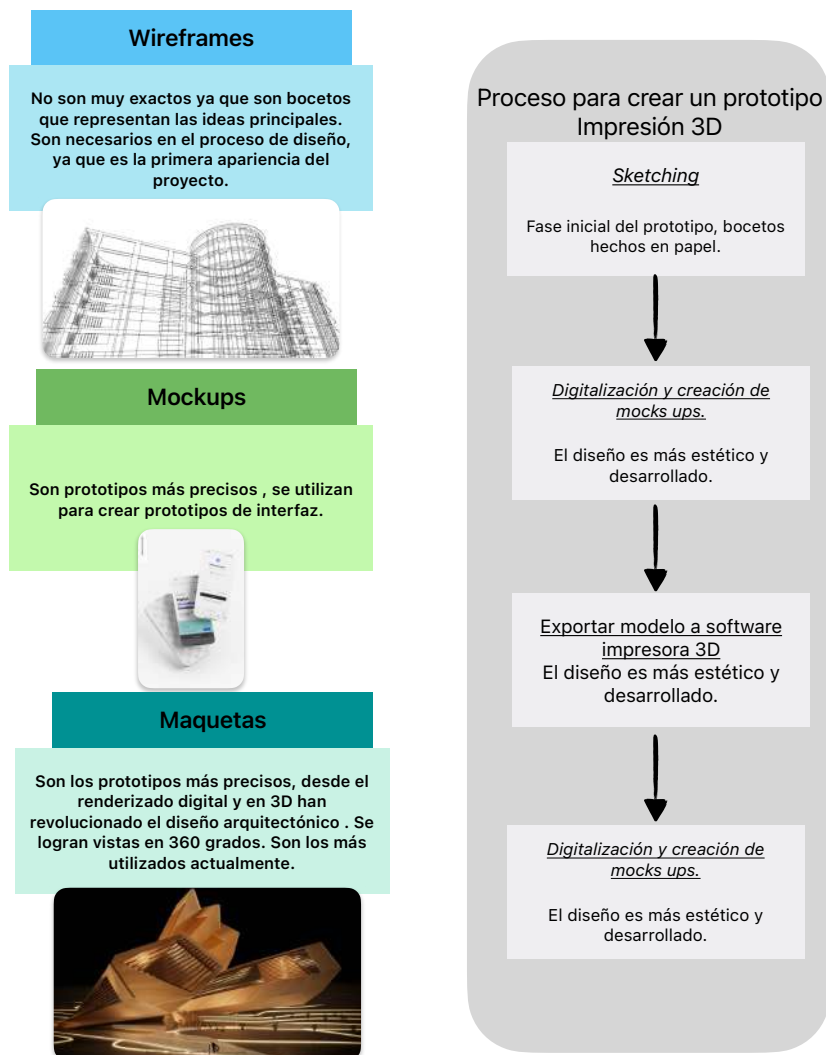 Wireframes
No son muy exactos ya que son bocetos
que representan las ideas principales.
Son necesarios en el proceso de diseño,
ya que es la primera apariencia del
proyecto.
Mockups
Son prototipos más precisos , se utilizan
para crear prototipos de interfaz.
Maquetas
Son los prototipos más precisos, desde el
renderizado digital y en 3D han
revolucionado el diseño arquitectónico . Se
logran vistas en 360 grados. Son los más
utilizados actualmente.
Proceso para crear un prototipo
Impresión 3D
Sketching
Fase inicial del prototipo, bocetos
hechos en papel.
Digitalización y creación de
mocks ups.
El diseño es más estético y
desarrollado.
Exportar modelo a software
impresora 3D
El diseño es más estético y
desarrollado.
Digitalización y creación de
mocks ups.
El diseño es más estético y
desarrollado.